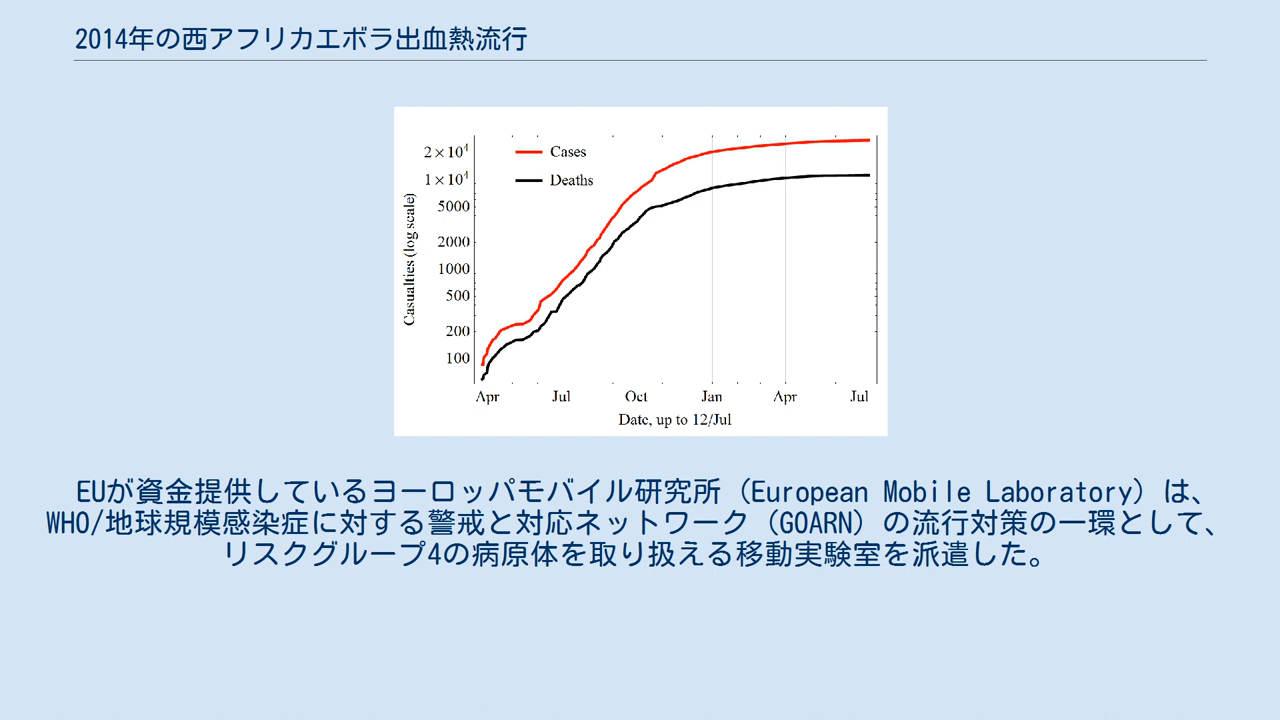 2014年の西アフリカエボラ出血熱流行
2×10⁴
1×10⁴
5000
2000
1000
500
200
100
Casualties (log scale)
Cases
Deaths
Apr Jul Oct Jan Apr Jul
Date, up to 12/Jul
EUが資金提供しているヨーロッパモバイル研究所（European Mobile Laboratory）は、
WHO/地球規模感染症に対する警戒と対応ネットワーク（GOARN）の流行対策の一環として、
リスクグループ4の病原体を取り扱える移動実験室を派遣した。